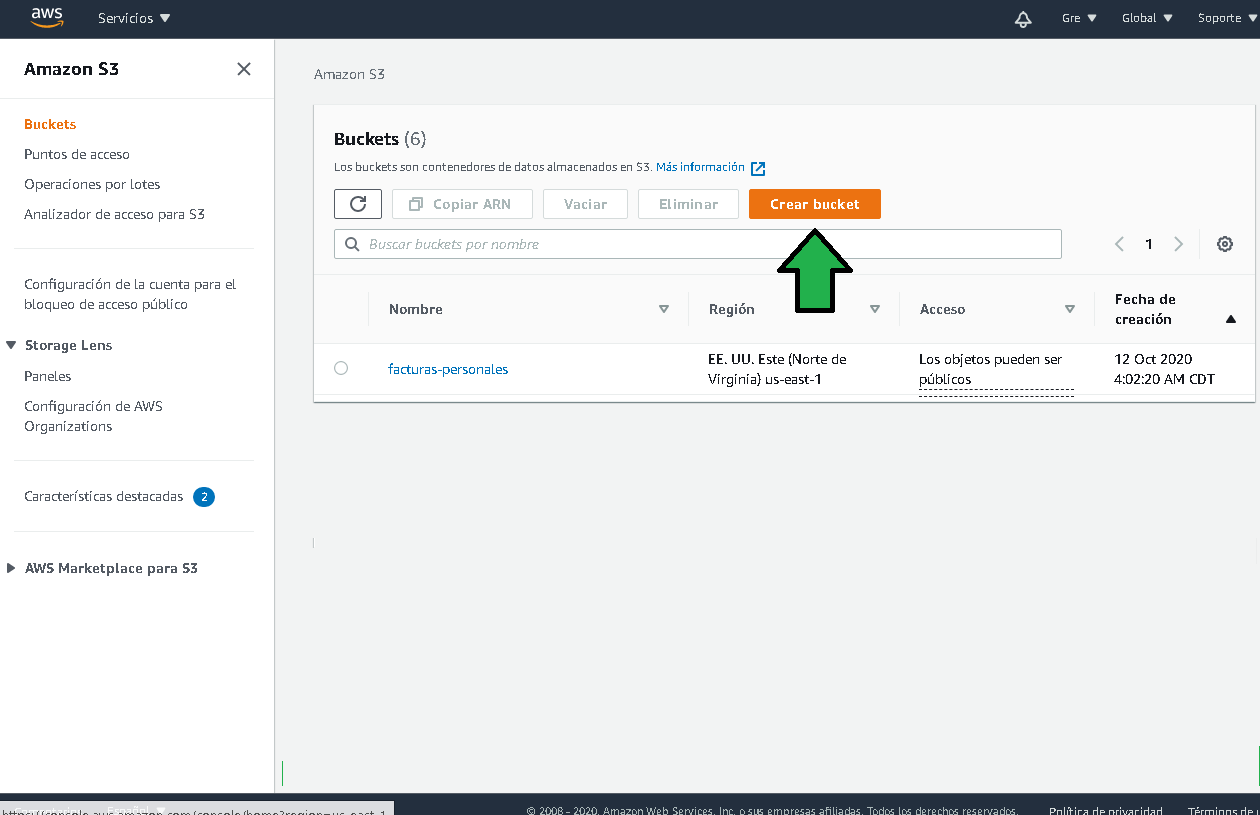 aws
Servicios
Gre
Global
Soporte
Amazon S3
Buckets
Puntos de acceso
Operaciones por lotes
Analizador de acceso para S3
Configuración de la cuenta para el
bloqueo de acceso público
Storage Lens
Paneles
Configuración de AWS
Organizations
Características destacadas 2
AWS Marketplace para S3
Amazon S3
Buckets (6)
Los buckets son contenedores de datos almacenados en S3. Más información
Copiar ARN
Vaciar
Eliminar
Crear bucket
Buscar buckets por nombre
1
Nombre
Región
Acceso
Fecha de
creación
facturas-personales
EE. UU. Este (Norte de
Virginia) us-east-1
Los objetos pueden ser
públicos
12 Oct 2020
4:02:20 AM CDT
Español
https://console.aws.amazon.com/console/home?region=us-east-1
© 2008 - 2020, Amazon Web Services, Inc. o sus empresas afiliadas. Todos los derechos reservados.
Política de privacidad
Términos de